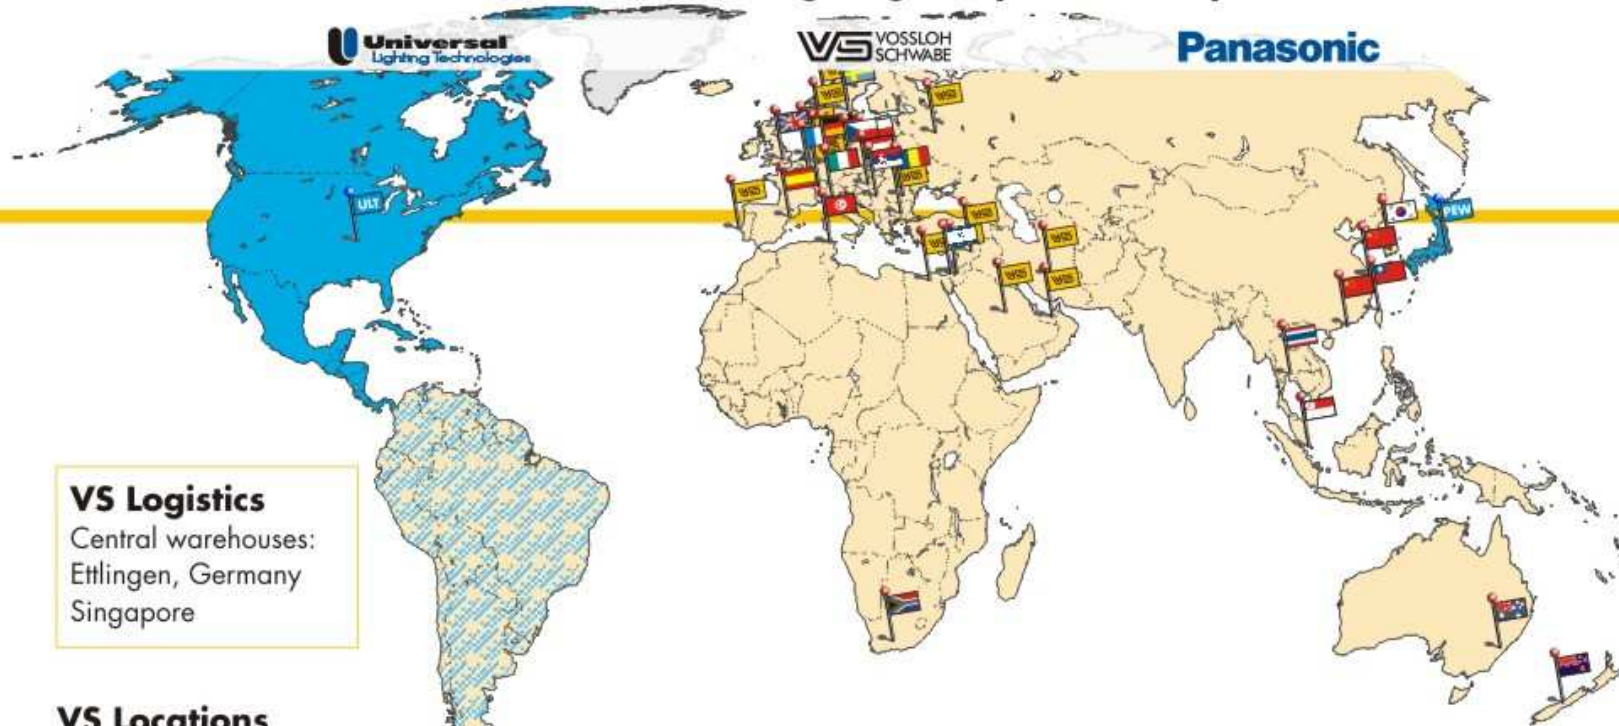 Universal
Lighting Technologies
VS VOSSLOH
SCHWABE
Panasonic
ULT
PEW
VS Logistics
Central warehouses:
Ettlingen, Germany
Singapore
VS Locations